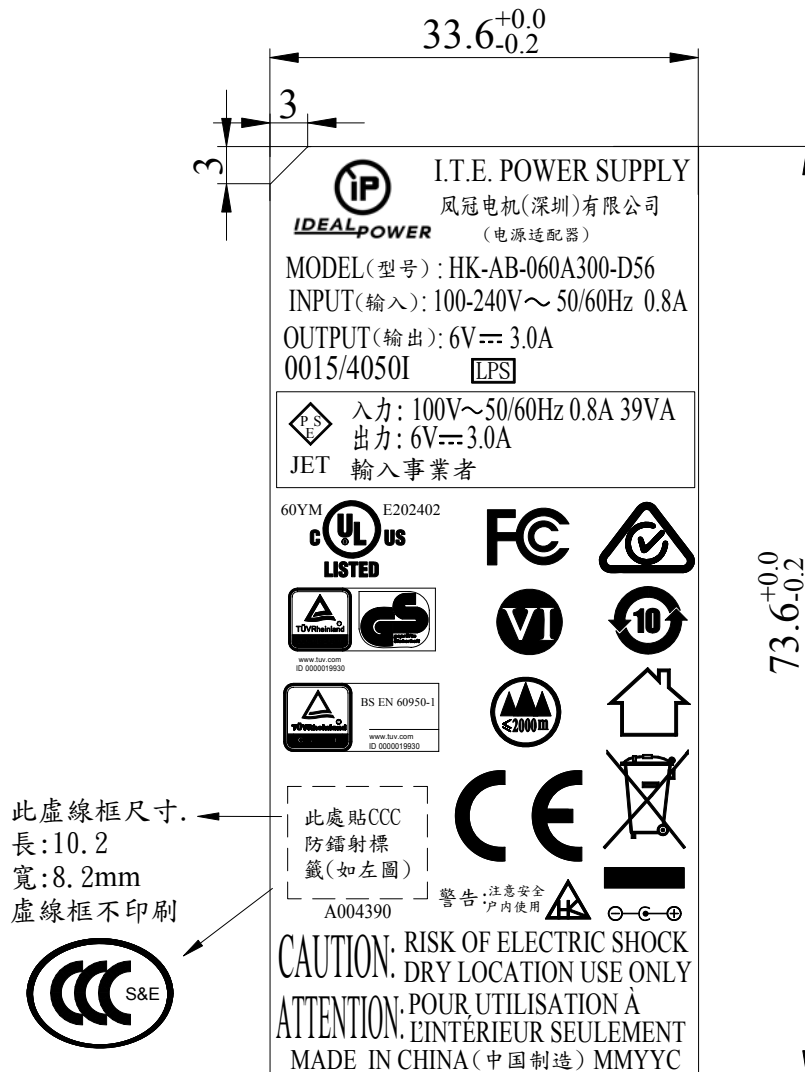 33.6+0.0-0.2
3
3
iP
IDEALPOWER
I.T.E. POWER SUPPLY
凤冠电机(深圳)有限公司
(电源适配器)
MODEL(型号):HK-AB-060A300-D56
INPUT(输入):100-240V～50/60Hz 0.8A
OUTPUT(输出):6V⎓3.0A
0015/4050I LPS
PSE
JET
入力:100V～50/60Hz 0.8A 39VA
出力:6V⎓3.0A
輸入事業者
60YM E202402
C UL US
LISTED
FC
TÜVRheinland
GS
geprüfte Sicherheit
www.tuv.com
ID 0000019930
VI
10
TÜVRheinland
BS EN 60950-1
www.tuv.com
ID 0000019930
≤2000m
73.6+0.0-0.2
此虛線框尺寸.
長:10.2
寬:8.2mm
虛線框不印刷
此處貼CCC
防鐳射標
籤(如左圖)
A004390
CE
警告:注意安全
户内使用
HK
CCC S&E
CAUTION: RISK OF ELECTRIC SHOCK
DRY LOCATION USE ONLY
ATTENTION: POUR UTILISATION À
L'INTÉRIEUR SEULEMENT
MADE IN CHINA(中国制造) MMYYC